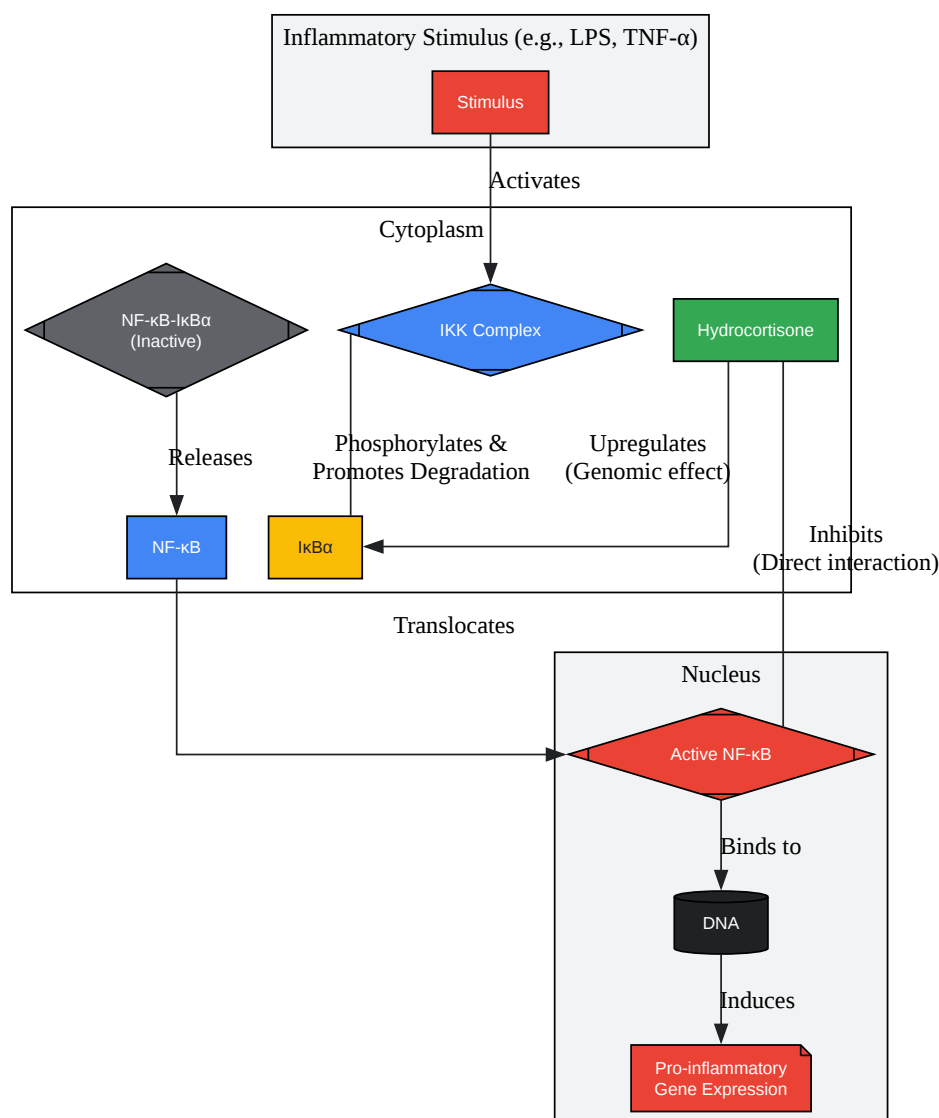 Inflammatory Stimulus (e.g., LPS, TNF-α)
Stimulus
Activates
Cytoplasm
NF-κB-IκBα
(Inactive)
IKK Complex
Hydrocortisone
Releases
Phosphorylates &
Promotes Degradation
Upregulates
(Genomic effect)
NF-κB
IκBα
Inhibits
(Direct interaction)
Translocates
Nucleus
Active NF-κB
Binds to
DNA
Induces
Pro-inflammatory
Gene Expression